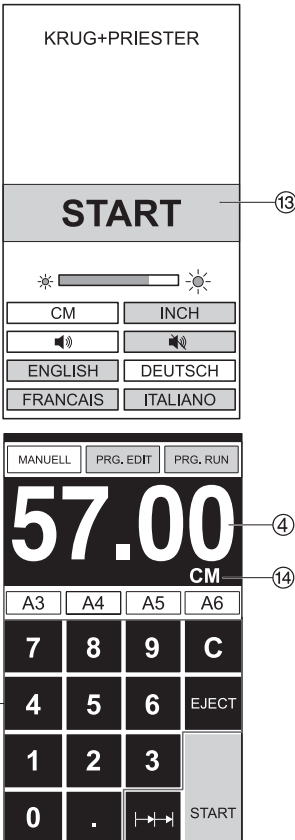 KRUG+PRIESTER
START 13
CM INCH
ENGLISH DEUTSCH
FRANCAIS ITALIANO
MANUELL PRG. EDIT PRG. RUN
57.00 4
CM 14
A3 A4 A5 A6
7 8 9 C
4 5 6 EJECT
1 2 3
0 . START